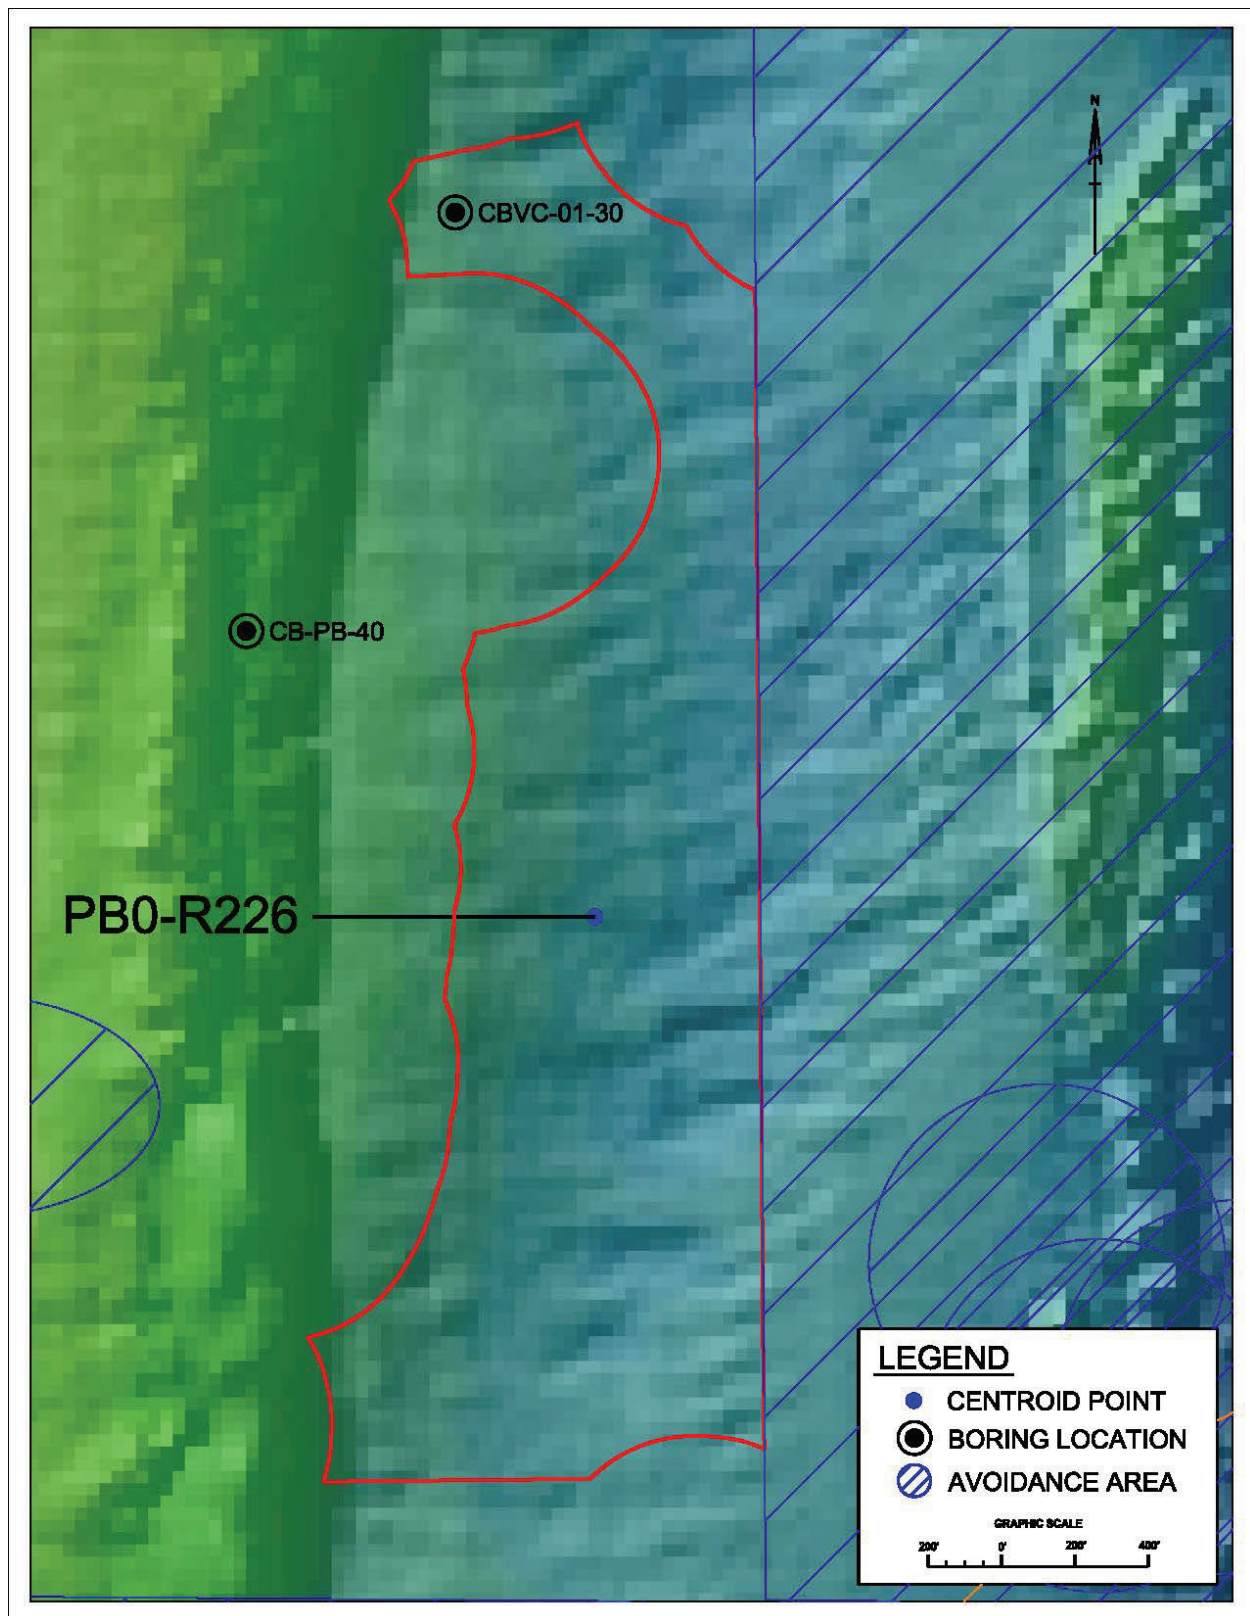 N
CBVC-01-30
CB-PB-40
PB0-R226
LEGEND
CENTROID POINT
BORING LOCATION
AVOIDANCE AREA
GRAPHIC SCALE
200' 0' 200' 400'